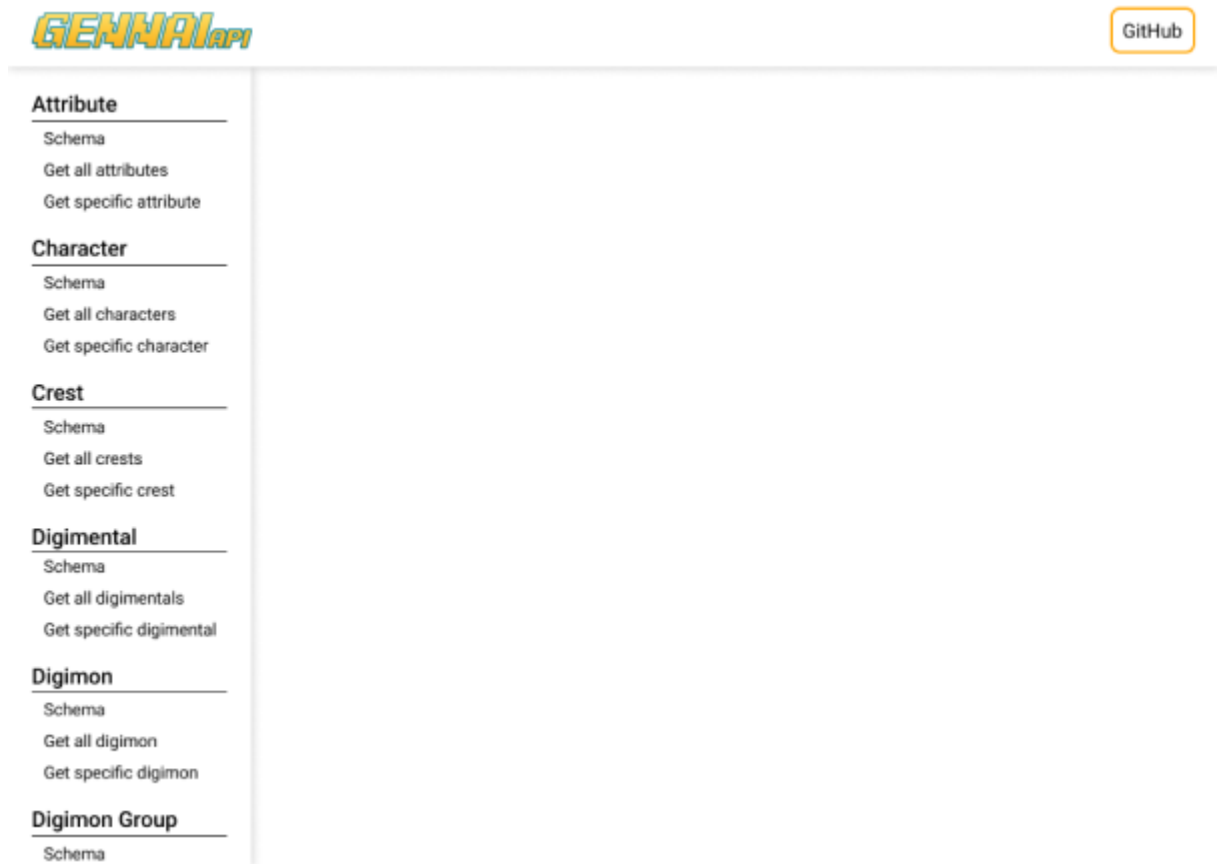 GENNAI API
GitHub
Attribute
Schema
Get all attributes
Get specific attribute
Character
Schema
Get all characters
Get specific character
Crest
Schema
Get all crests
Get specific crest
Digimental
Schema
Get all digimentals
Get specific digimental
Digimon
Schema
Get all digimon
Get specific digimon
Digimon Group
Schema